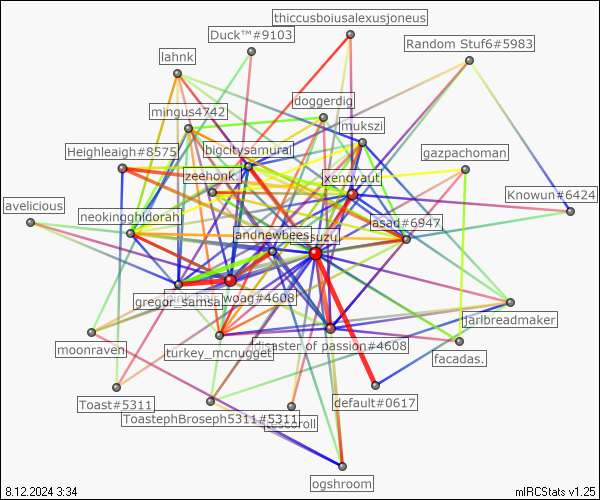 thiccusboiusalexusjoneus
Duck™#9103
Random Stuf6#5983
lahnk
doggerdig
mingus4742
mukszi
bigcitysamurai
Heighleaigh#8575
gazpachoman
zeehonk.
xenoyaut
Knowun#6424
avelicious
neokingghidorah
asad#6947
andnewbees
suzu
gregor_samsa
woag#4608
jarlbreadmaker
moonraven
turkey_mcnugget
disaster of passion#4608
facadas.
Toast#5311
default#0617
ToastephBroseph5311#5311
ogshroom
8.12.2024 3:34
mIRCStats v1.25